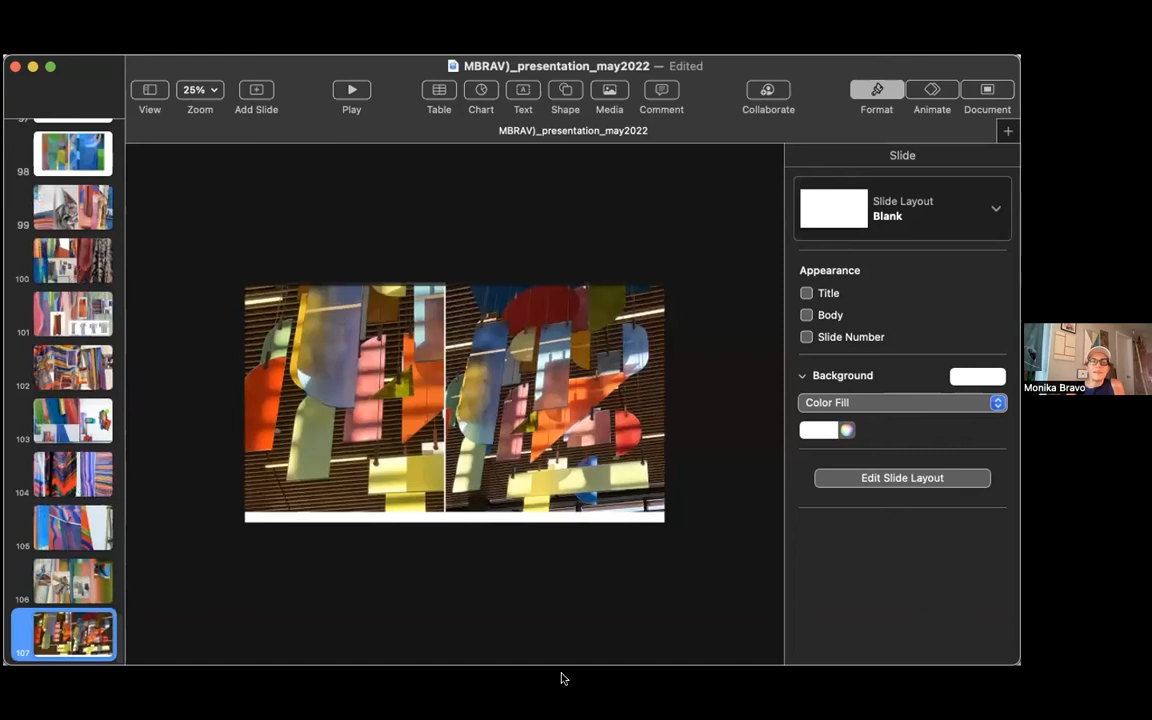 MBRAV)_presentation_may2022 — Edited
25%
View
Zoom
Add Slide
Play
Table
Chart
Text
Shape
Media
Comment
Collaborate
Format
Animate
Document
MBRAV)_presentation_may2022
Slide
98
99
100
101
102
103
104
105
106
107
Slide Layout
Blank
Appearance
Title
Body
Slide Number
Background
Color Fill
Edit Slide Layout
Monika Bravo